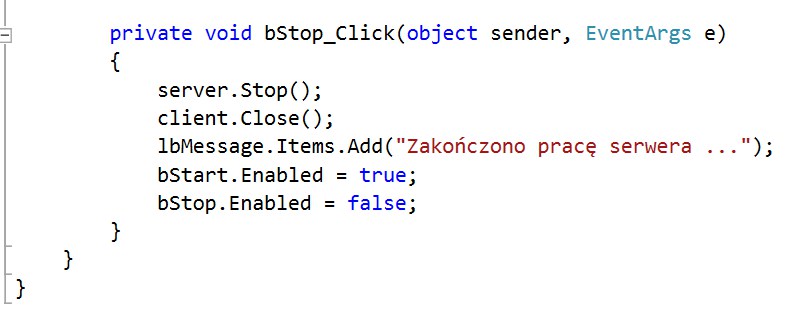 private void bStop_Click(object sender, EventArgs e)
{
server.Stop();
client.Close();
lbMessage.Items.Add("Zakończono pracę serwera ...");
bStart.Enabled = true;
bStop.Enabled = false;
}
}
}